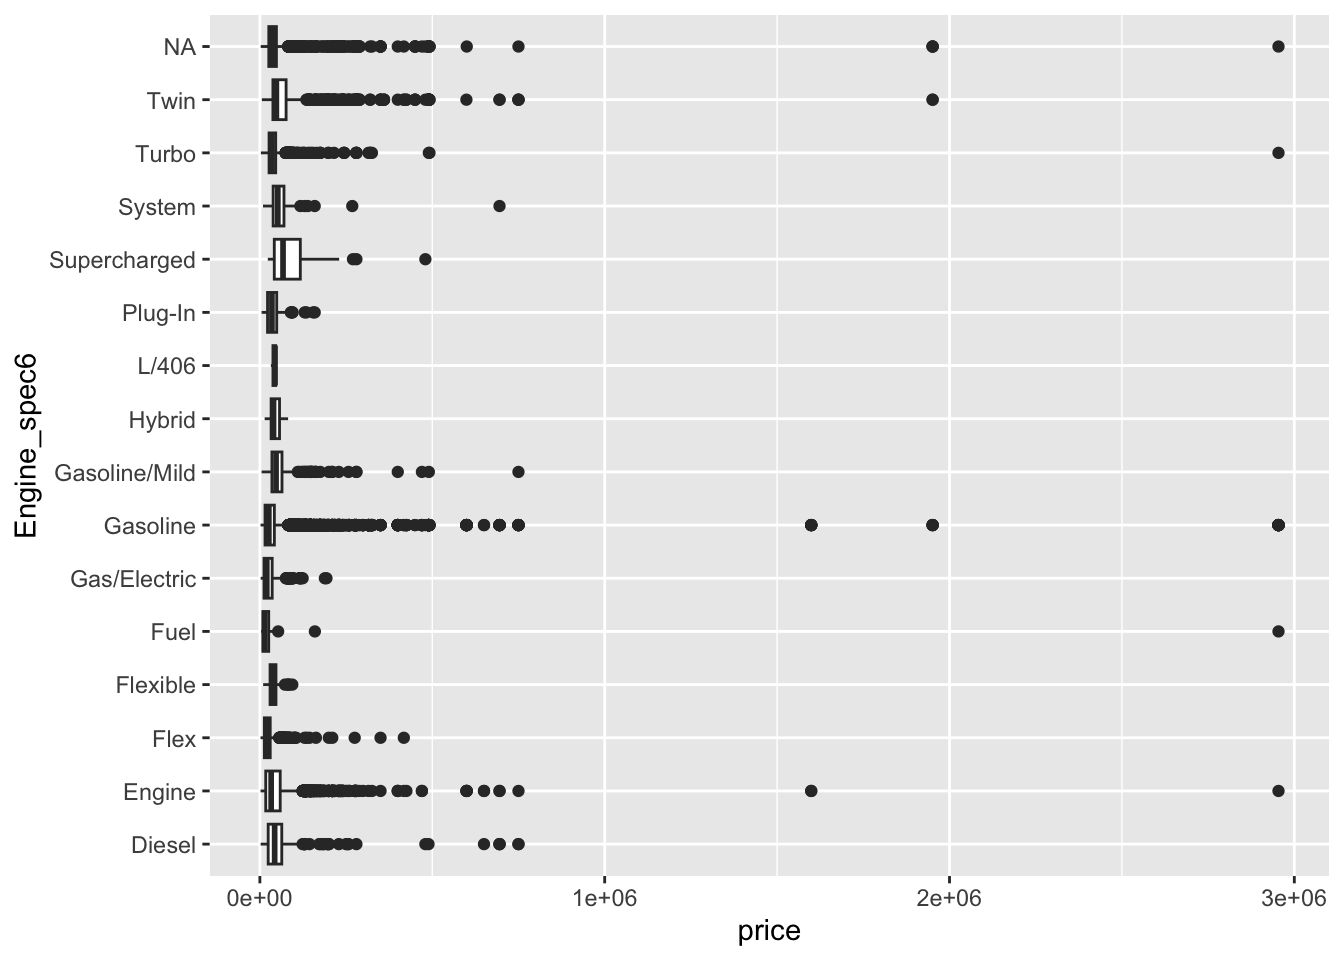 NA
Twin
Turbo
System
Supercharged
Plug-In
L/406
Hybrid
Gasoline/Mild
Gasoline
Gas/Electric
Fuel
Flexible
Flex
Engine
Diesel
Engine_spec6
0e+00 1e+06 2e+06 3e+06
price